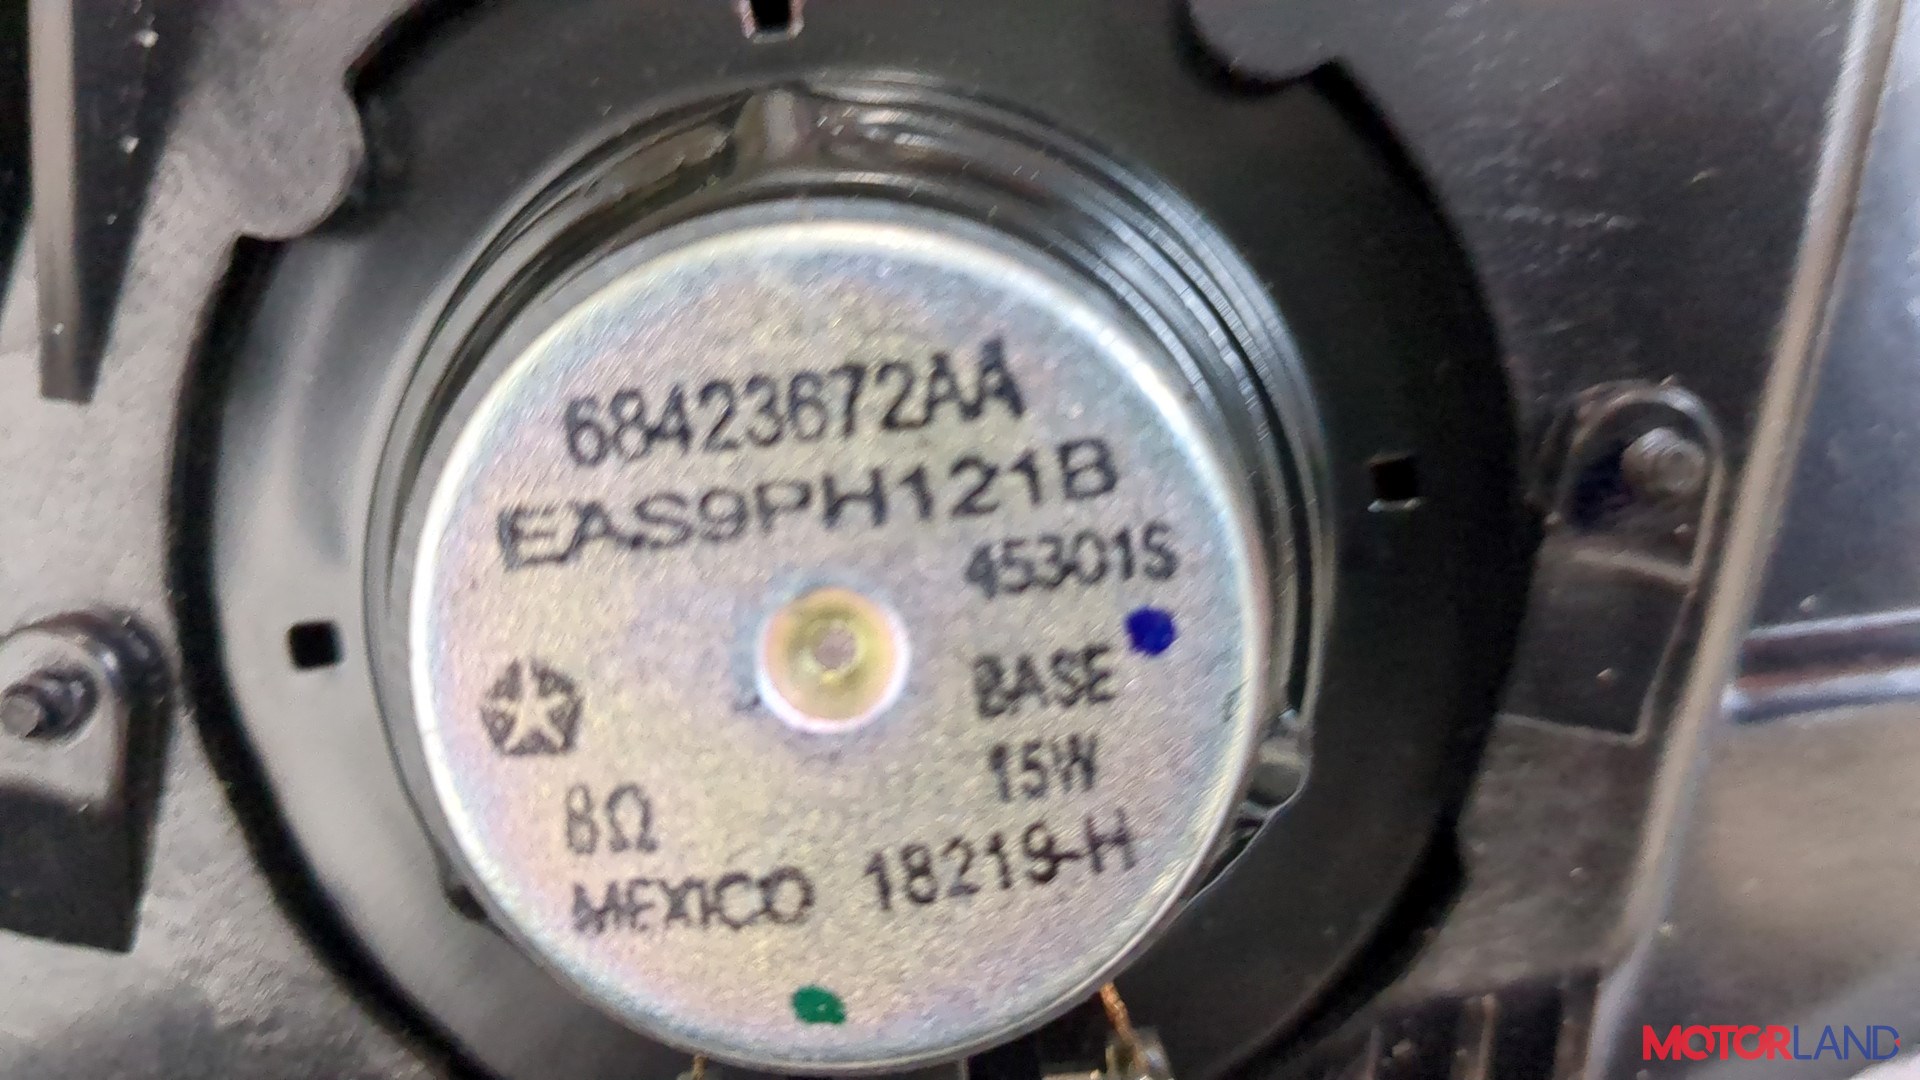 68423672AA
EAS9PH121B
45301S
BASE
15W
8Ω
MEXICO 18219-H
MOTORLAND